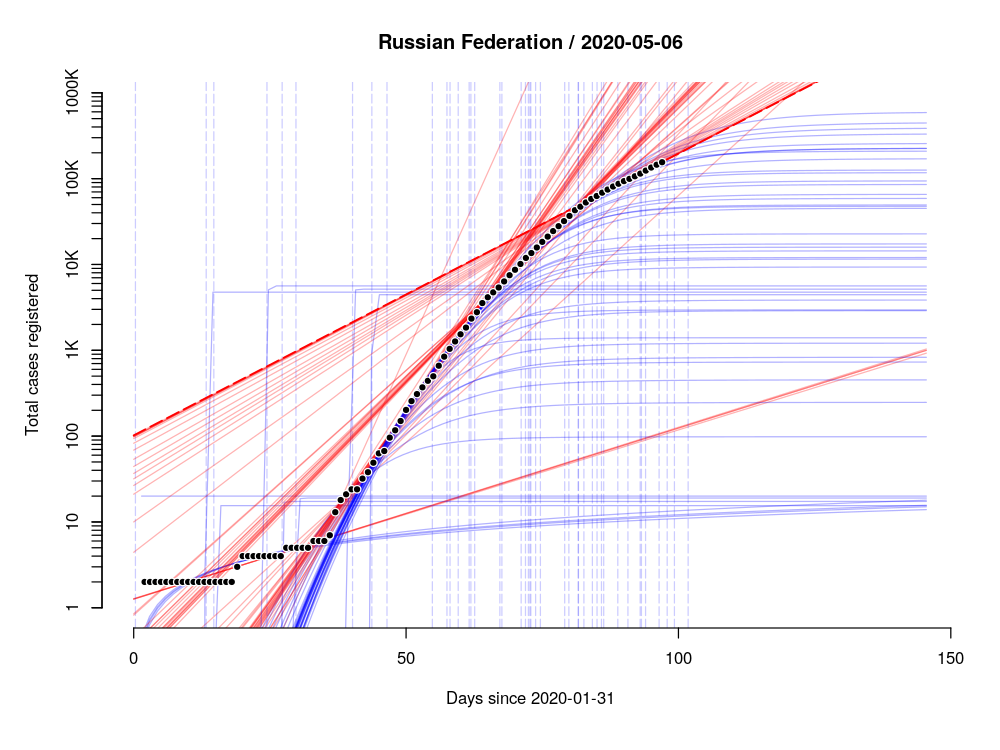 Russian Federation / 2020-05-06
Total cases registered
1000K
100K
10K
1K
100
10
1
0 50 100 150
Days since 2020-01-31